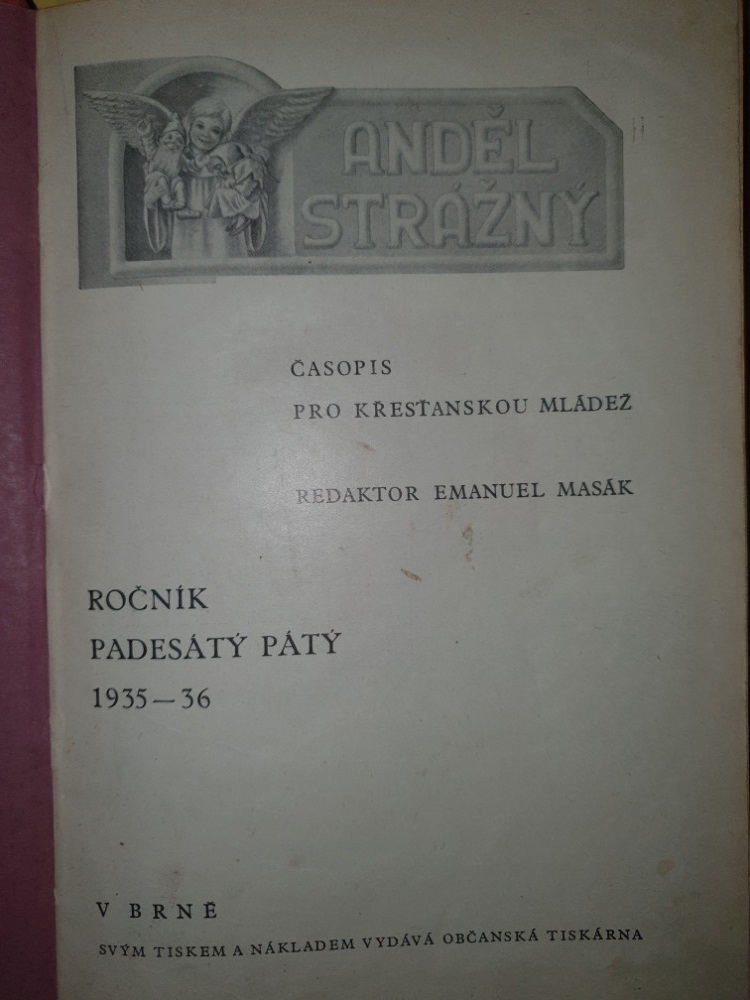 ANDĚL
STRÁŽNÝ
ČASOPIS
PRO KŘESŤANSKOU MLÁDEŽ
REDAKTOR EMANUEL MASÁK
ROČNÍK
PADESÁTÝ PÁTÝ
1935—36
V BRNĚ
SVÝM TISKEM A NÁKLADEM VYDÁVÁ OBČANSKÁ TISKÁRNA